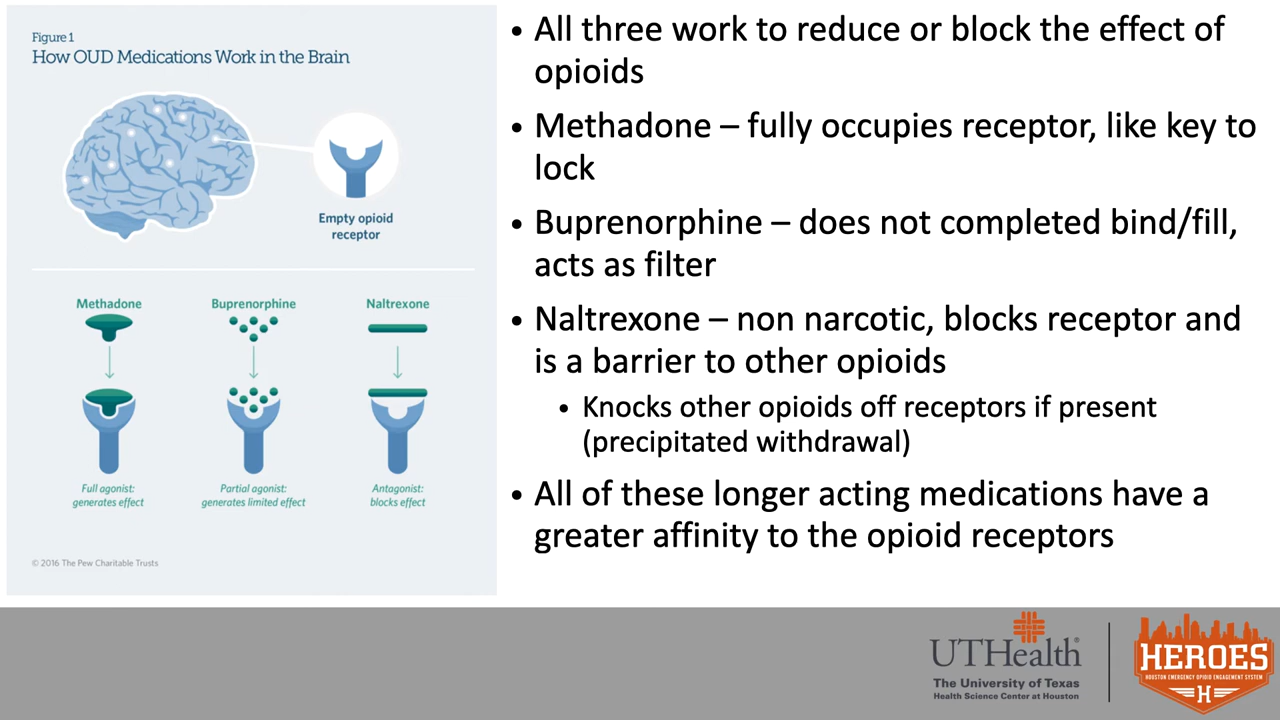 Figure 1
How OUD Medications Work in the Brain
Empty opioid
receptor
Methadone
Buprenorphine
Naltrexone
Full agonist:
generates effect
Partial agonist:
generates limited effect
Antagonist:
blocks effect
© 2016 The Pew Charitable Trusts
• All three work to reduce or block the effect of
opioids
• Methadone – fully occupies receptor, like key to
lock
• Buprenorphine – does not completed bind/fill,
acts as filter
• Naltrexone – non narcotic, blocks receptor and
is a barrier to other opioids
• Knocks other opioids off receptors if present
(precipitated withdrawal)
• All of these longer acting medications have a
greater affinity to the opioid receptors
UTHealth®
The University of Texas
Health Science Center at Houston
HEROES
HOUSTON EMERGENCY OPIOID ENGAGEMENT SYSTEM
H